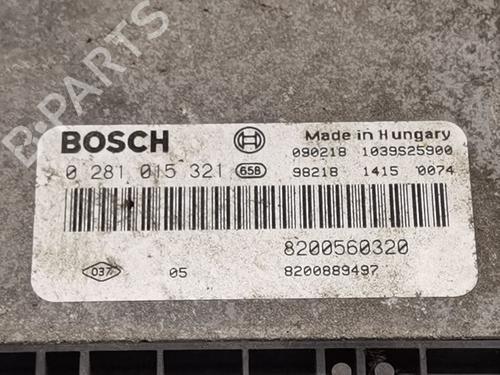 B-PARTS
BOSCH
Made in Hungary
090218 1039S25900
0 281 015 321 658
98218 1415 0074
8200560320
037 05 8200889497